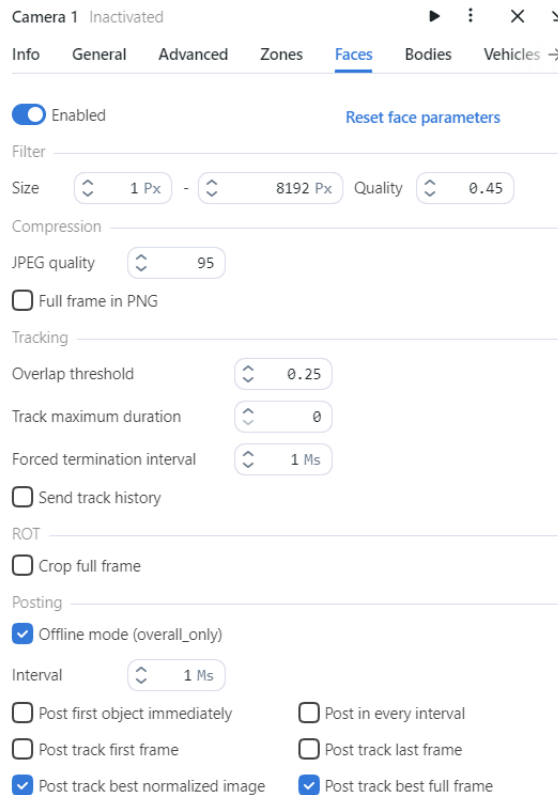 Camera 1 Inactivated
Info General Advanced Zones Faces Bodies Vehicles
Enabled Reset face parameters
Filter
Size 1 Px - 8192 Px Quality 0.45
Compression
JPEG quality 95
Full frame in PNG
Tracking
Overlap threshold 0.25
Track maximum duration 0
Forced termination interval 1 Ms
Send track history
ROT
Crop full frame
Posting
Offline mode (overall_only)
Interval 1 Ms
Post first object immediately Post in every interval
Post track first frame Post track last frame
Post track best normalized image Post track best full frame